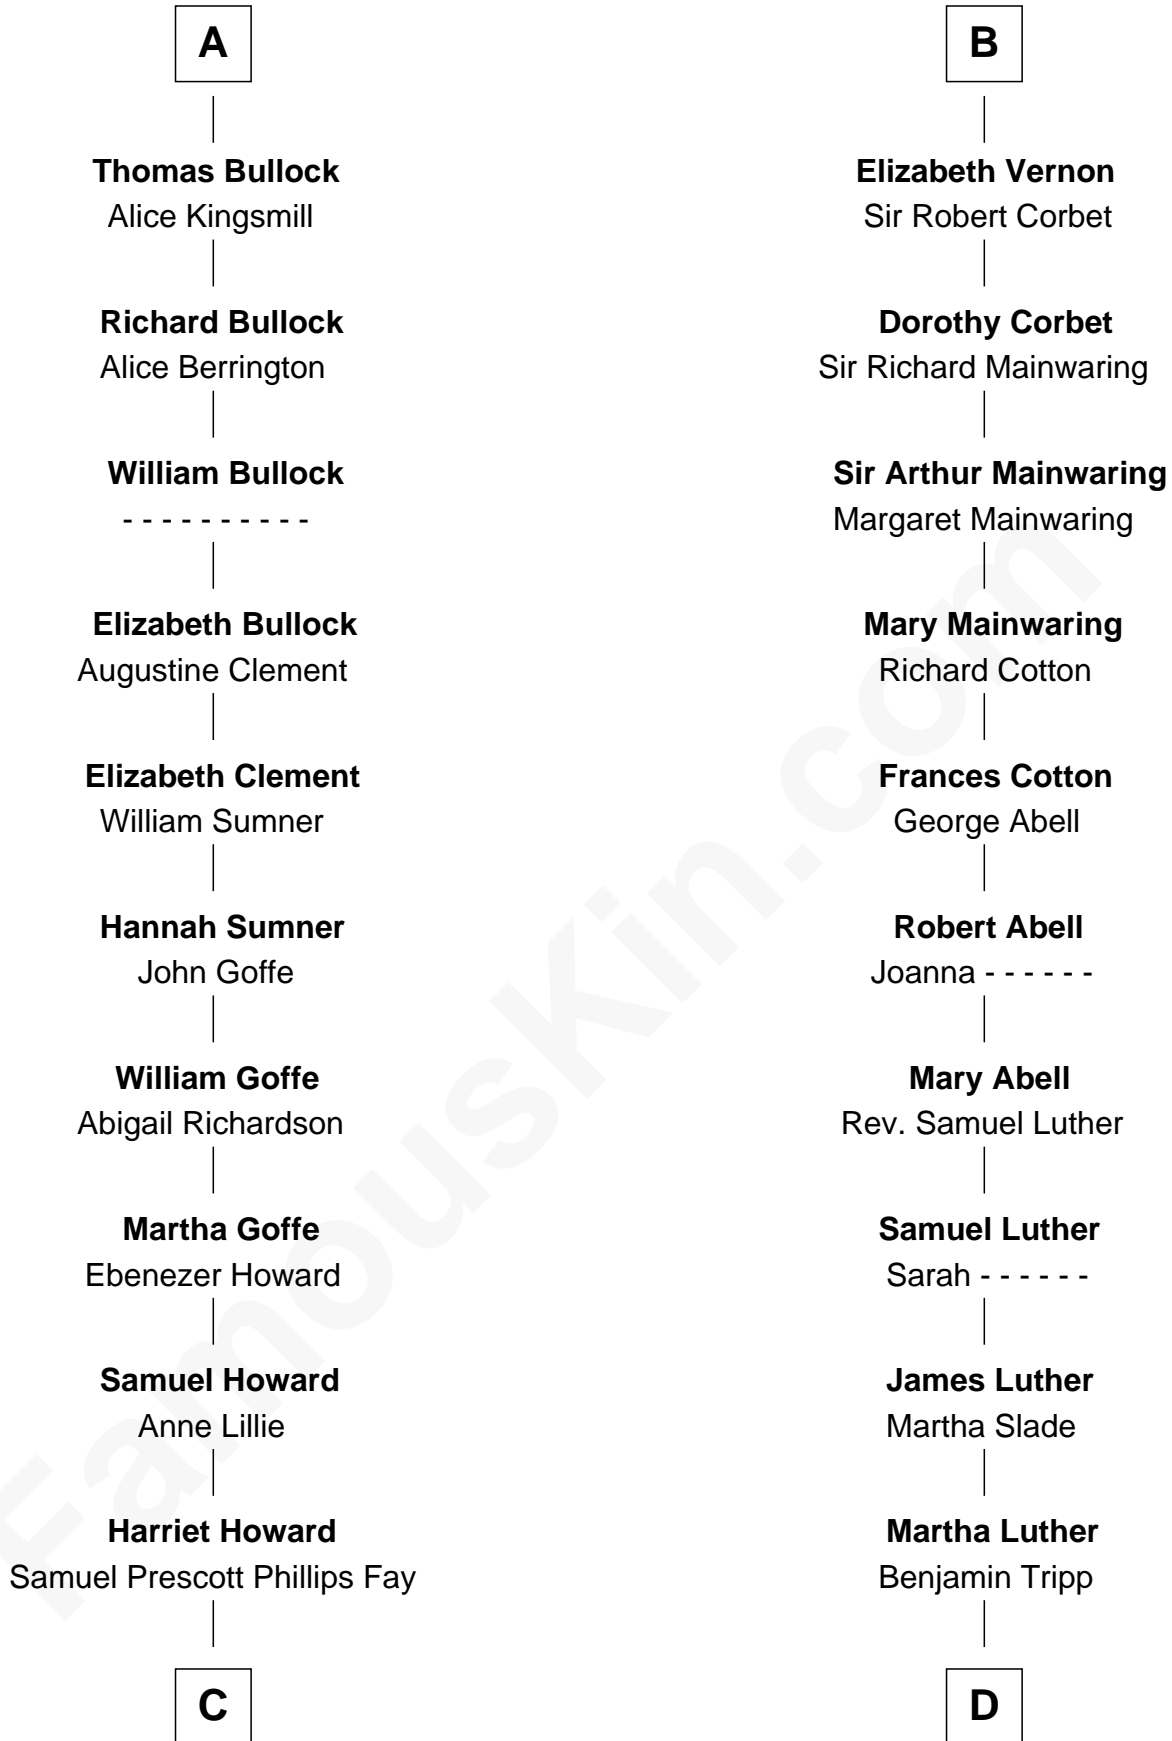 A
Thomas Bullock
Alice Kingsmill
Richard Bullock
Alice Berrington
William Bullock
- - - - - - - - - -
Elizabeth Bullock
Augustine Clement
Elizabeth Clement
William Sumner
Hannah Sumner
John Goffe
William Goffe
Abigail Richardson
Martha Goffe
Ebenezer Howard
Samuel Howard
Anne Lillie
Harriet Howard
Samuel Prescott Phillips Fay
C
B
Elizabeth Vernon
Sir Robert Corbet
Dorothy Corbet
Sir Richard Mainwaring
Sir Arthur Mainwaring
Margaret Mainwaring
Mary Mainwaring
Richard Cotton
Frances Cotton
George Abell
Robert Abell
Joanna - - - - - -
Mary Abell
Rev. Samuel Luther
Samuel Luther
Sarah - - - - - -
James Luther
Martha Slade
Martha Luther
Benjamin Tripp
D
FamousKin.com